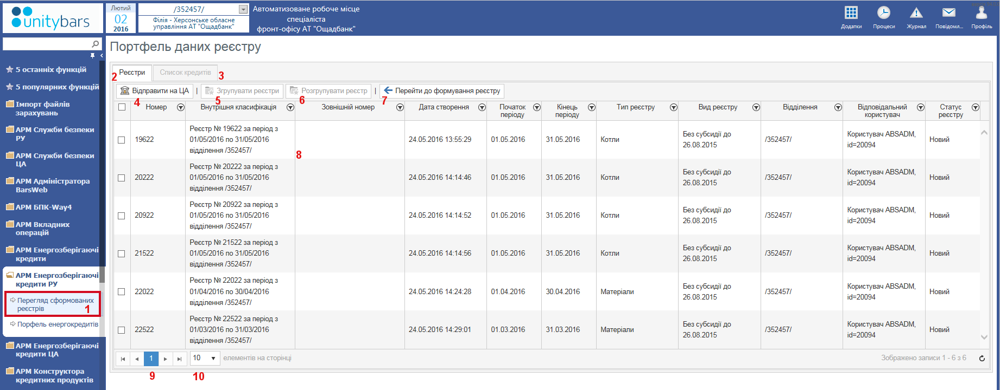 unitybars
Лютий
02
2016
/352457/
Філія - Херсонське обласне
управління АТ "Ощадбанк"
Автоматизоване робоче місце
спеціаліста
фронт-офісу АТ "Ощадбанк"
Додатки
Процеси
Журнал
Повідомл...
Профіль
5 останніх функцій
5 популярних функцій
Імпорт файлів
зарахувань
АРМ Служби безпеки
РУ
АРМ Служби безпеки
ЦА
АРМ Адміністратора
BarsWeb
АРМ БПК-Way4
АРМ Вкладних
операцій
АРМ Енергозберігаючі
кредити
АРМ Енергозберігаючі
кредити РУ
Перегляд сформованих
реєстрів
1
Порфель енергокредитів
АРМ Енергозберігаючі
кредити ЦА
АРМ Конструктора
кредитних продуктів
Портфель даних реєстру
2 Реєстри Список кредитів 3
Відправити на ЦА | Згрупувати реєстри Розгрупувати реєстр | Перейти до формування реєстру
4 5 6 7
Номер Внутрішня класифікація Зовнішній номер Дата створення Початок періоду Кінець періоду Тип реєстру Вид реєстру Відділення Відповідальний користувач Статус реєстру
Реєстр № 19622 за період з
19622 01/05/2016 по 31/05/2016 24.05.2016 13:55:29 01.05.2016 31.05.2016 Котли Без субсидії до 26.08.2015 /352457/ Користувач ABSADM, id=20094 Новий
відділення /352457/
8
Реєстр № 20222 за період з
20222 01/05/2016 по 31/05/2016 24.05.2016 14:14:46 01.05.2016 31.05.2016 Котли Без субсидії до 26.08.2015 /352457/ Користувач ABSADM, id=20094 Новий
відділення /352457/
Реєстр № 20922 за період з
20922 01/05/2016 по 31/05/2016 24.05.2016 14:14:52 01.05.2016 31.05.2016 Котли Без субсидії до 26.08.2015 /352457/ Користувач ABSADM, id=20094 Новий
відділення /352457/
Реєстр № 21522 за період з
21522 01/05/2016 по 31/05/2016 24.05.2016 14:14:56 01.05.2016 31.05.2016 Котли Без субсидії до 26.08.2015 /352457/ Користувач ABSADM, id=20094 Новий
відділення /352457/
Реєстр № 22022 за період з
22022 01/04/2016 по 30/04/2016 24.05.2016 14:24:28 01.04.2016 30.04.2016 Матеріали Без субсидії до 26.08.2015 /352457/ Користувач ABSADM, id=20094 Новий
відділення /352457/
Реєстр № 22522 за період з
22522 01/03/2016 по 31/03/2016 24.05.2016 14:29:01 01.03.2016 31.03.2016 Матеріали Без субсидії до 26.08.2015 /352457/ Користувач ABSADM, id=20094 Новий
відділення /352457/
1 10 елементів на сторінці Зображено записи 1 - 6 з 6
9 10